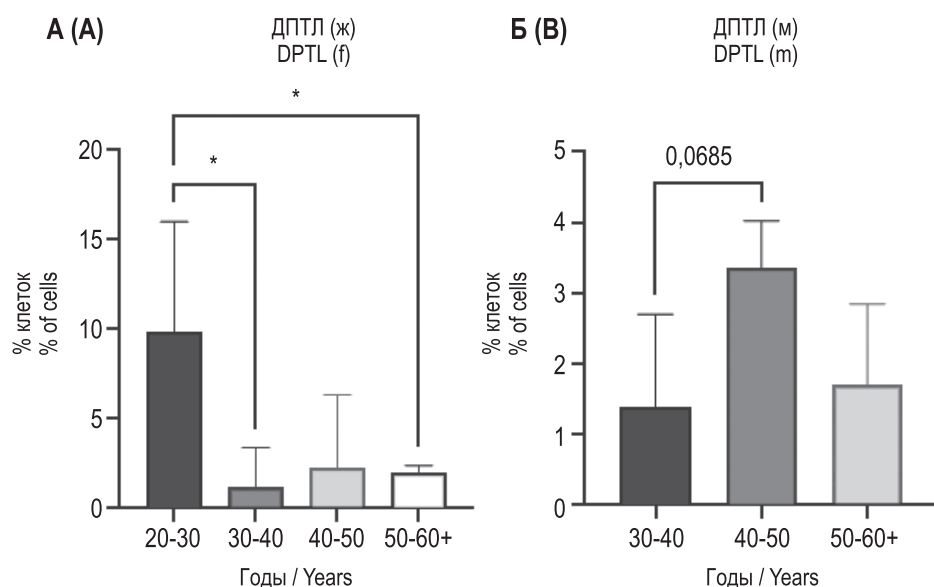 А (A)
ДПТЛ (ж)
DPTL (f)
*
*
20
15
10
5
0
% клеток
% of cells
20-30 30-40 40-50 50-60+
Годы / Years
Б (B)
ДПТЛ (м)
DPTL (m)
0,0685
5
4
3
2
1
0
% клеток
% of cells
30-40 40-50 50-60+
Годы / Years